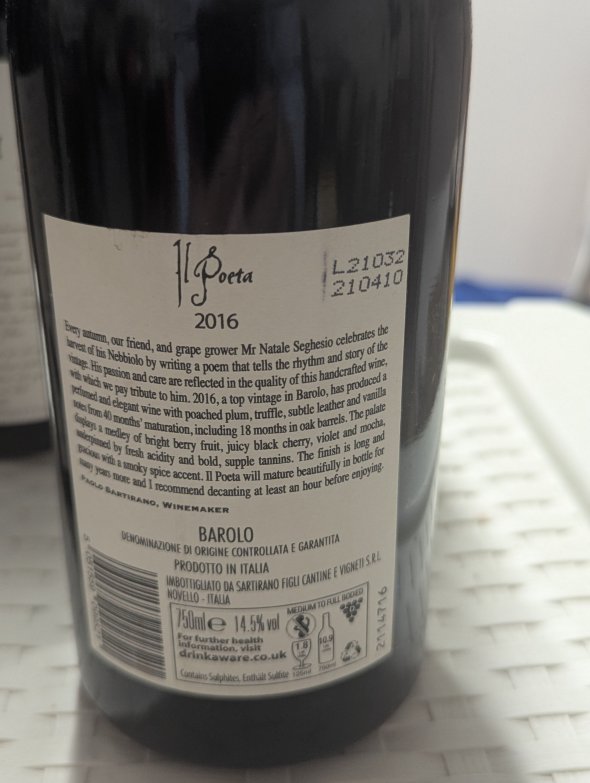 Il Poeta
L21032
210410
2016
Every autumn, our friend, and grape grower Mr Natale Seghesio celebrates the
harvest of his Nebbiolo by writing a poem that tells the rhythm and story of the
vintage. His passion and care are reflected in the quality of this handcrafted wine,
with which we pay tribute to him. 2016, a top vintage in Barolo, has produced a
perfumed and elegant wine with poached plum, truffle, subtle leather and vanilla
notes from 40 months' maturation, including 18 months in oak barrels. The palate
displays a medley of bright berry fruit, juicy black cherry, violet and mocha,
underpinned by fresh acidity and bold, supple tannins. The finish is long and
gracious with a smoky spice accent. Il Poeta will mature beautifully in bottle for
many years more and I recommend decanting at least an hour before enjoying.
Paolo Sartirano, Winemaker
BAROLO
DENOMINAZIONE DI ORIGINE CONTROLLATA E GARANTITA
PRODOTTO IN ITALIA
IMBOTTIGLIATO DA SARTIRANO FIGLI CANTINE E VIGNETI S.R.L.
NOVELLO - ITALIA
750ml e 14.5% vol
MEDIUM TO FULL BODIED
For further health
information, visit
drinkaware.co.uk
1.8
10.9
125ml 750ml
Contains Sulphites, Enthält Sulfite
2114716